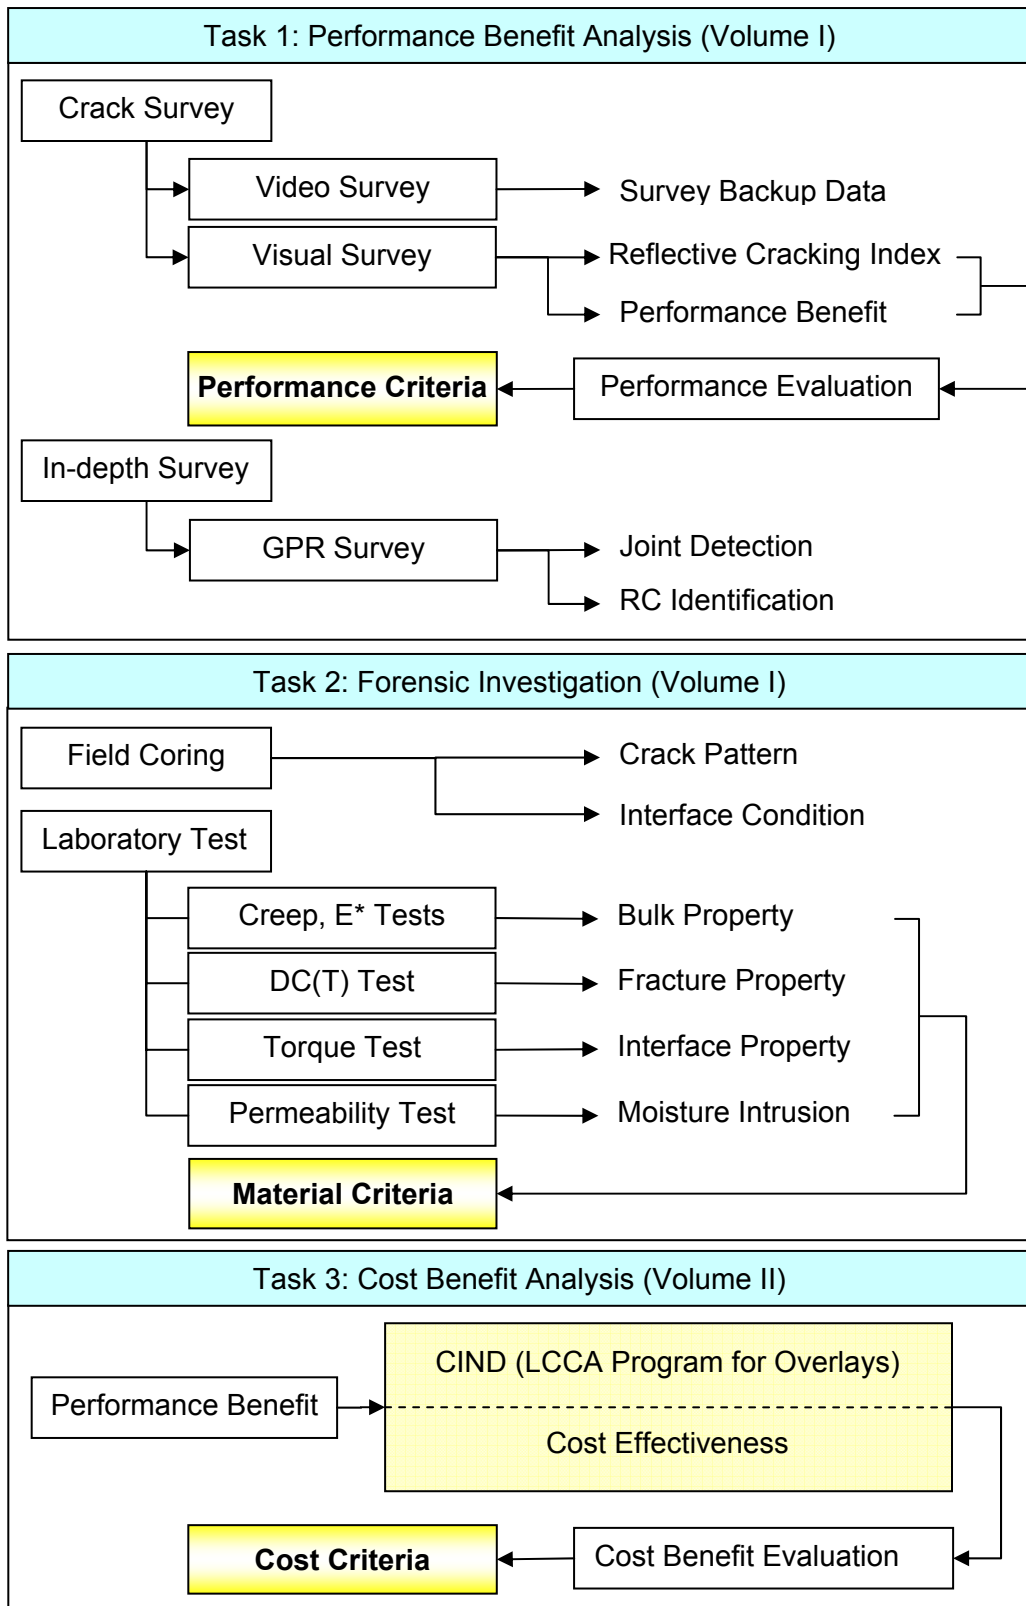 Task 1: Performance Benefit Analysis (Volume I)
Crack Survey
Video Survey
Survey Backup Data
Visual Survey
Reflective Cracking Index
Performance Benefit
Performance Criteria
Performance Evaluation
In-depth Survey
GPR Survey
Joint Detection
RC Identification
Task 2: Forensic Investigation (Volume I)
Field Coring
Crack Pattern
Interface Condition
Laboratory Test
Creep, E* Tests
Bulk Property
DC(T) Test
Fracture Property
Torque Test
Interface Property
Permeability Test
Moisture Intrusion
Material Criteria
Task 3: Cost Benefit Analysis (Volume II)
CIND (LCCA Program for Overlays)
Performance Benefit
Cost Effectiveness
Cost Criteria
Cost Benefit Evaluation